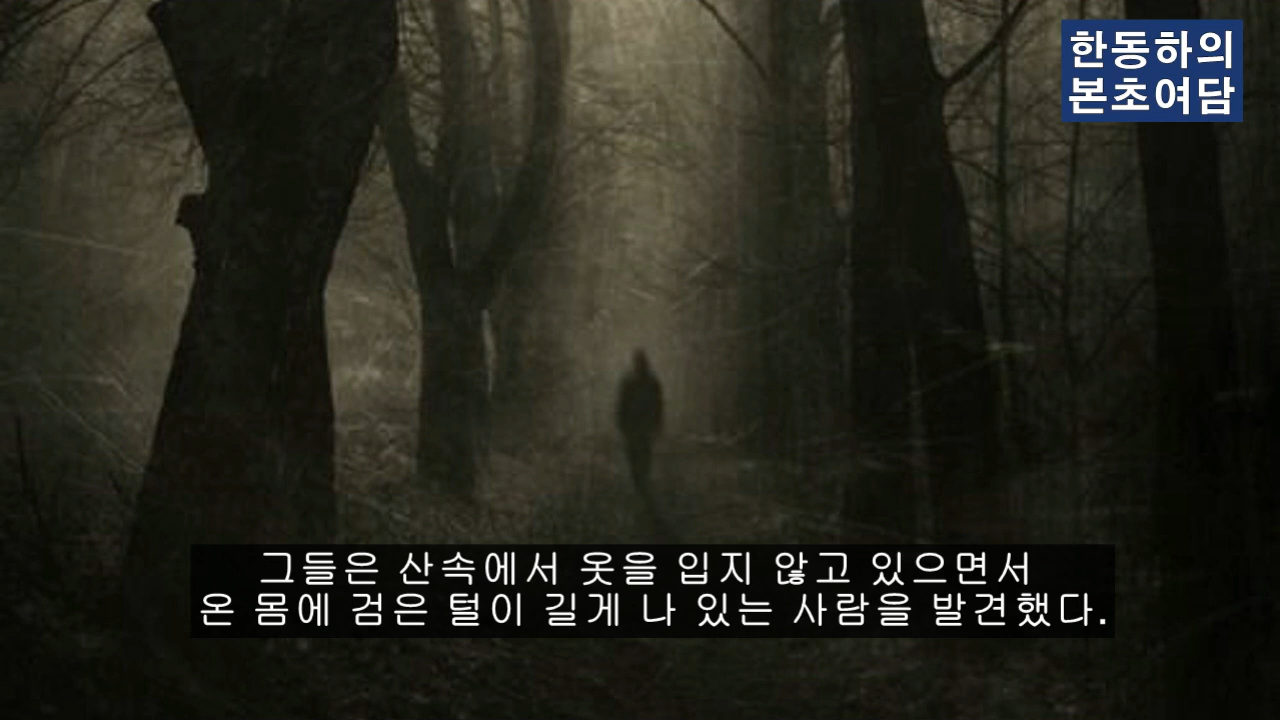 한동하의
본초여담
그들은 산속에서 옷을 입지 않고 있으면서
온 몸에 검은 털이 길게 나 있는 사람을 발견했다.